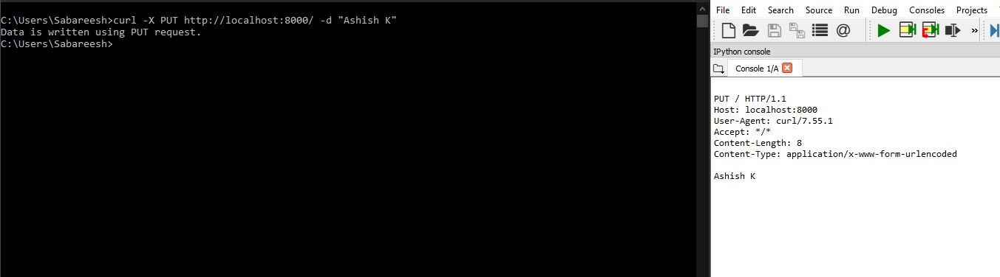 C:\Users\Sabareesh>curl -X PUT http://localhost:8000/ -d "Ashish K"
Data is written using PUT request.
C:\Users\Sabareesh>
File Edit Search Source Run Debug Consoles Projects
IPython console
Console 1/A
PUT / HTTP/1.1
Host: localhost:8000
User-Agent: curl/7.55.1
Accept: */*
Content-Length: 8
Content-Type: application/x-www-form-urlencoded
Ashish K